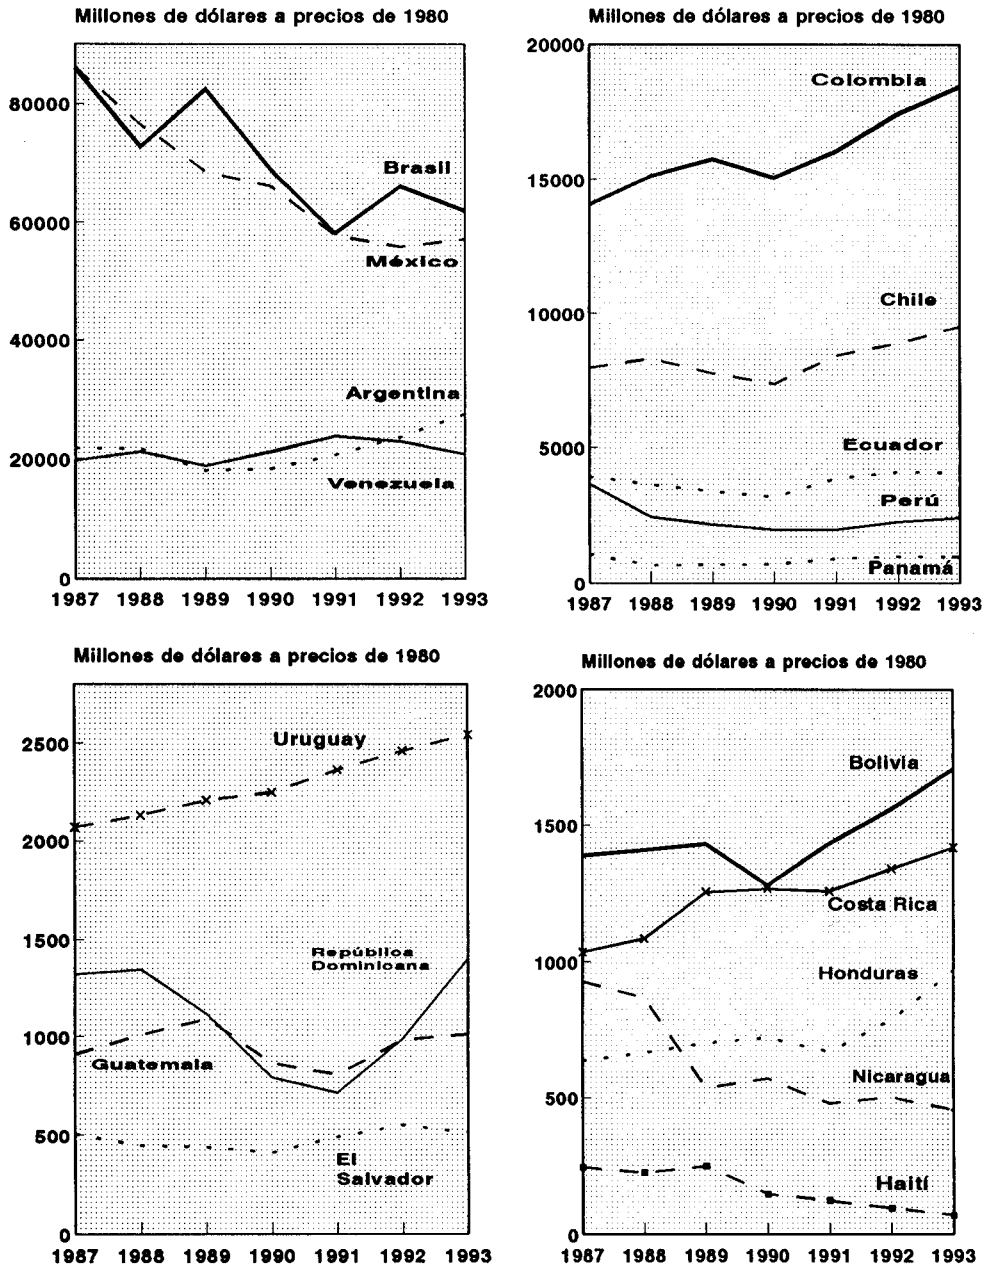 Millones de dólares a precios de 1980
80000
60000
40000
20000
0
Brasil
México
Argentina
Venezuela
1987 1988 1989 1990 1991 1992 1993
Millones de dólares a precios de 1980
20000
15000
10000
5000
0
Colombia
Chile
Ecuador
Perú
Panamá
1987 1988 1989 1990 1991 1992 1993
Millones de dólares a precios de 1980
2500
2000
1500
1000
500
0
Uruguay
República
Dominicana
Guatemala
El
Salvador
1987 1988 1989 1990 1991 1992 1993
Millones de dólares a precios de 1980
2000
1500
1000
500
0
Bolivia
Costa Rica
Honduras
Nicaragua
Haití
1987 1988 1989 1990 1991 1992 1993